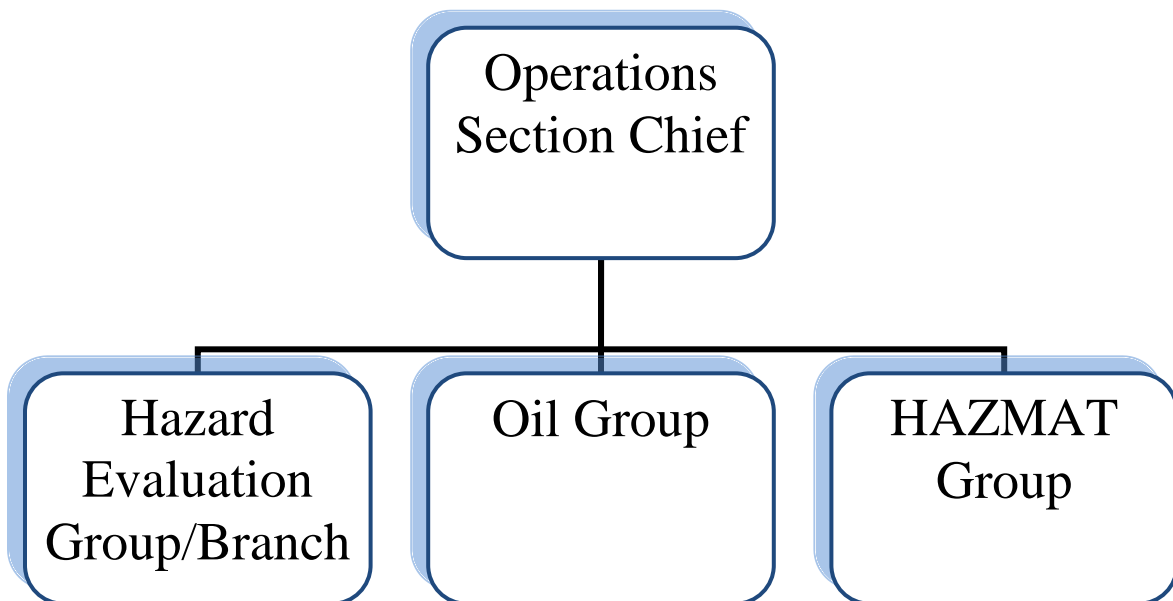 Operations
Section Chief
Hazard
Evaluation
Group/Branch
Oil Group
HAZMAT
Group